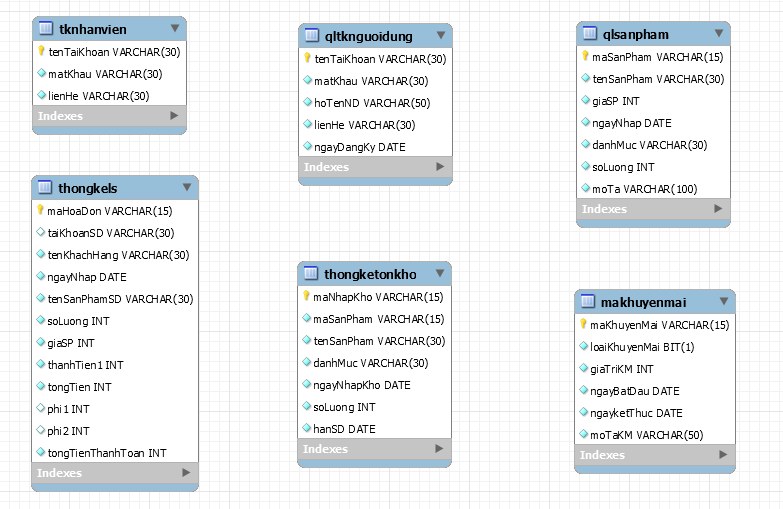 tknhanvien
tenTaiKhoan VARCHAR(30)
matKhau VARCHAR(30)
lienHe VARCHAR(30)
Indexes
qltknguoidung
tenTaiKhoan VARCHAR(30)
matKhau VARCHAR(30)
hoTenND VARCHAR(50)
lienHe VARCHAR(30)
ngayDangKy DATE
Indexes
qlsanpham
maSanPham VARCHAR(15)
tenSanPham VARCHAR(30)
giaSP INT
ngayNhap DATE
danhMuc VARCHAR(30)
soLuong INT
moTa VARCHAR(100)
Indexes
thongkels
maHoaDon VARCHAR(15)
taiKhoanSD VARCHAR(30)
tenKhachHang VARCHAR(30)
ngayNhap DATE
tenSanPhamSD VARCHAR(30)
soLuong INT
giaSP INT
thanhTien1 INT
tongTien INT
phi1 INT
phi2 INT
tongTienThanhToan INT
Indexes
thongketonkho
maNhapKho VARCHAR(15)
maSanPham VARCHAR(15)
tenSanPham VARCHAR(30)
danhMuc VARCHAR(30)
ngayNhapKho DATE
soLuong INT
hanSD DATE
Indexes
makhuyenmai
maKhuyenMai VARCHAR(15)
loaiKhuyenMai BIT(1)
giaTriKM INT
ngayBatDau DATE
ngayketThuc DATE
moTaKM VARCHAR(50)
Indexes